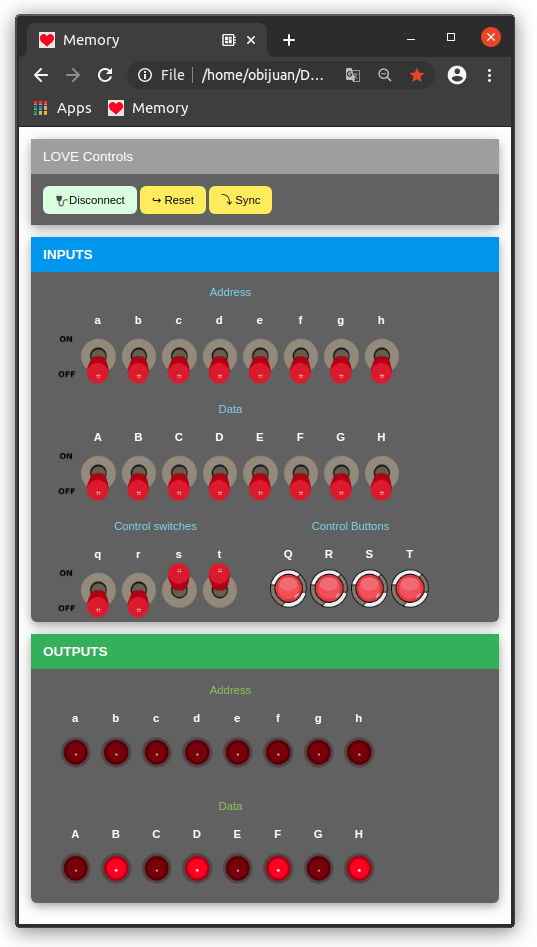 Memory
File /home/obijuan/D...
Apps Memory
LOVE Controls
Disconnect Reset Sync
INPUTS
Address
a b c d e f g h
ON
OFF
Data
A B C D E F G H
ON
OFF
Control switches Control Buttons
q r s t Q R S T
ON
OFF
OUTPUTS
Address
a b c d e f g h
Data
A B C D E F G H